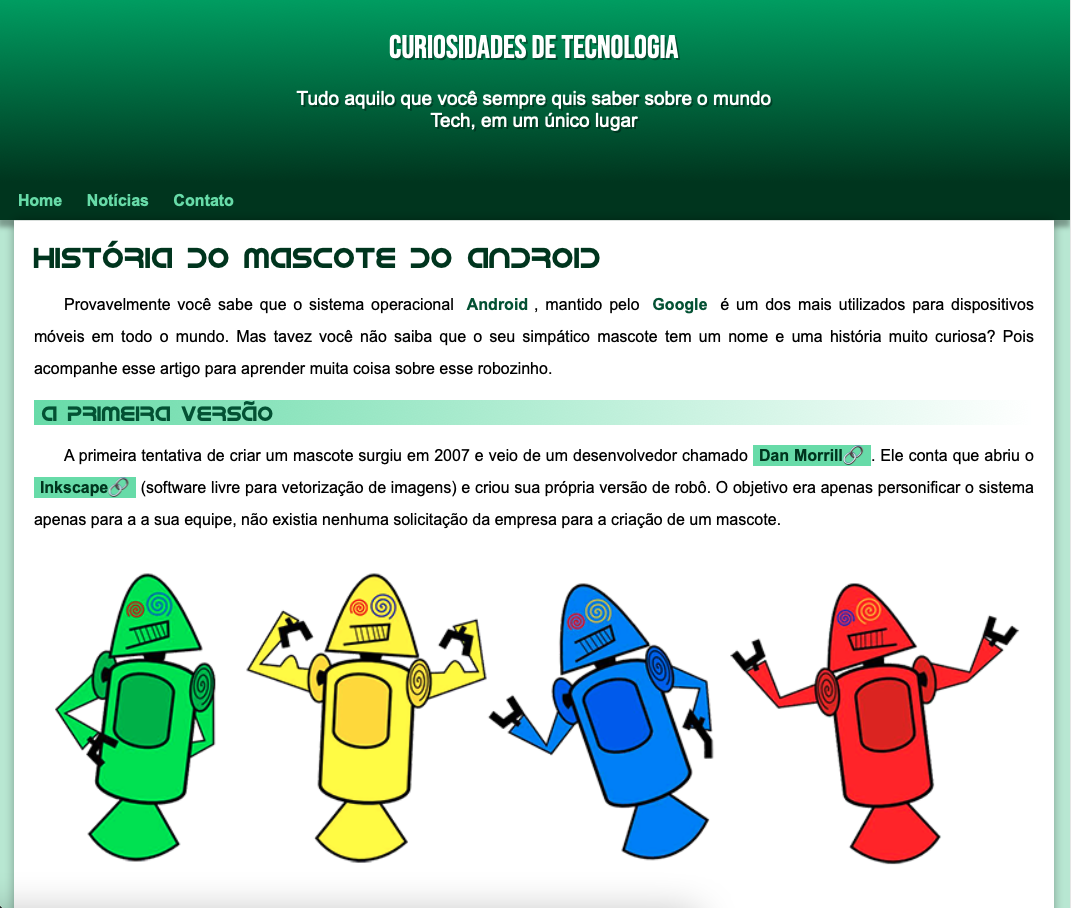 CURIOSIDADES DE TECNOLOGIA
Tudo aquilo que você sempre quis saber sobre o mundo
Tech, em um único lugar
Home Notícias Contato
HISTÓRIA DO MASCOTE DO ANDROID
Provavelmente você sabe que o sistema operacional Android , mantido pelo Google é um dos mais utilizados para dispositivos
móveis em todo o mundo. Mas tavez você não saiba que o seu simpático mascote tem um nome e uma história muito curiosa? Pois
acompanhe esse artigo para aprender muita coisa sobre esse robozinho.
A PRIMEIRA VERSÃO
A primeira tentativa de criar um mascote surgiu em 2007 e veio de um desenvolvedor chamado Dan Morrill🔗 . Ele conta que abriu o
Inkscape🔗 (software livre para vetorização de imagens) e criou sua própria versão de robô. O objetivo era apenas personificar o sistema
apenas para a a sua equipe, não existia nenhuma solicitação da empresa para a criação de um mascote.